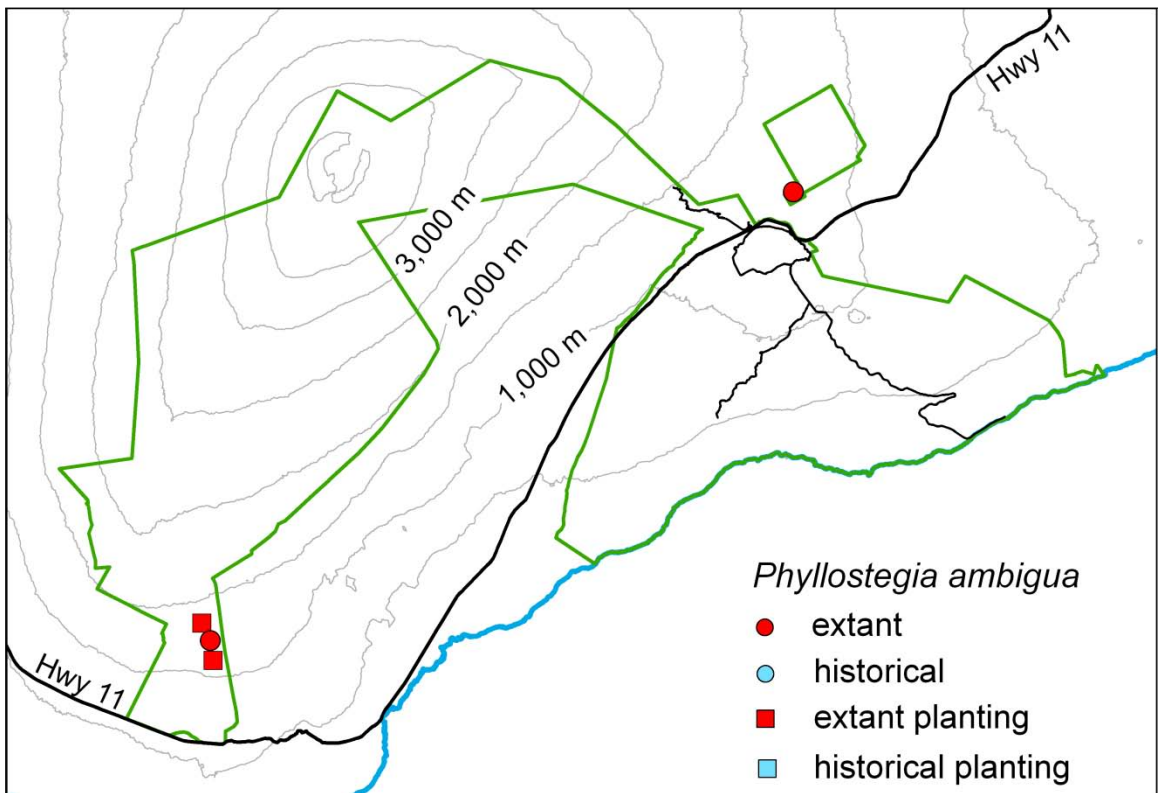 Hwy 11
3,000 m
2,000 m
1,000 m
Hwy 11
Phyllostegia ambigua
extant
historical
extant planting
historical planting